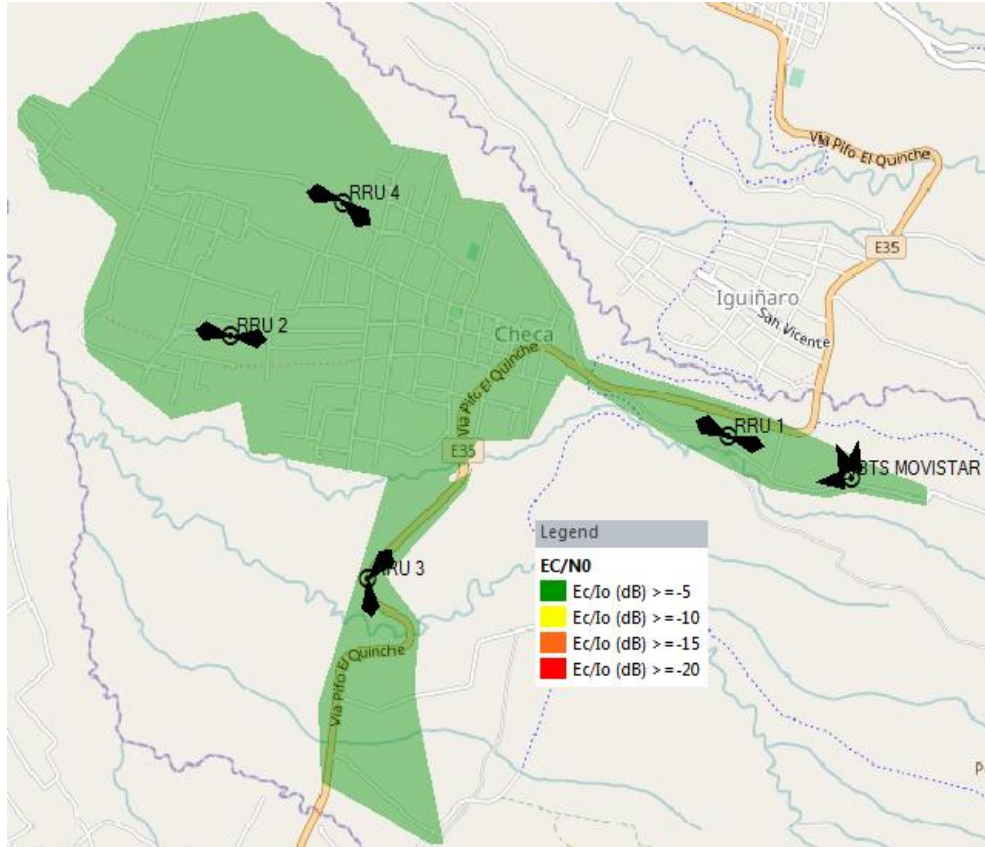 Vía Pifo El Quinche
RRU 4
E35
Iguiñaro
San Vicente
RRU 2
Checa
Vía Pifo El Quinche
RRU 1
E35
BTS MOVISTAR
Legend
EC/N0
Ec/Io (dB) >=-5
Ec/Io (dB) >=-10
Ec/Io (dB) >=-15
Ec/Io (dB) >=-20
RRU 3
Vía Pifo El Quinche
P